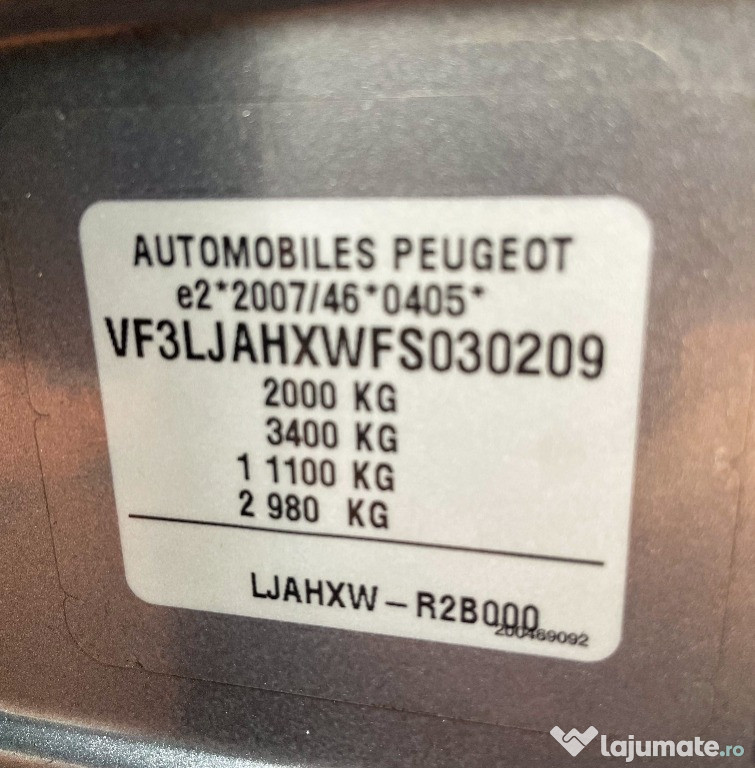 AUTOMOBILES PEUGEOT
e2*2007/46*0405*
VF3LJAHXWFS030209
2000 KG
3400 KG
1 1100 KG
2 980 KG
LJAHXW – R2B000
200469092
lajumate.ro